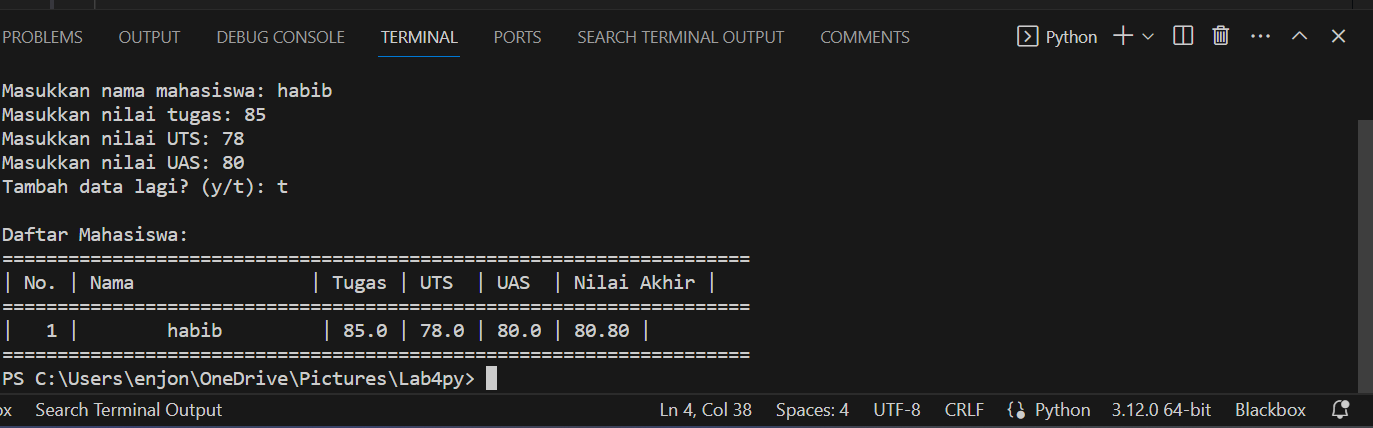 PROBLEMS OUTPUT DEBUG CONSOLE TERMINAL PORTS SEARCH TERMINAL OUTPUT COMMENTS Python
Masukkan nama mahasiswa: habib
Masukkan nilai tugas: 85
Masukkan nilai UTS: 78
Masukkan nilai UAS: 80
Tambah data lagi? (y/t): t
Daftar Mahasiswa:
====================================================================
| No. | Nama                | Tugas | UTS  | UAS  | Nilai Akhir |
====================================================================
|   1 |        habib         | 85.0 | 78.0 | 80.0 | 80.80 |
====================================================================
PS C:\Users\enjon\OneDrive\Pictures\Lab4py>
Search Terminal Output Ln 4, Col 38 Spaces: 4 UTF-8 CRLF Python 3.12.0 64-bit Blackbox